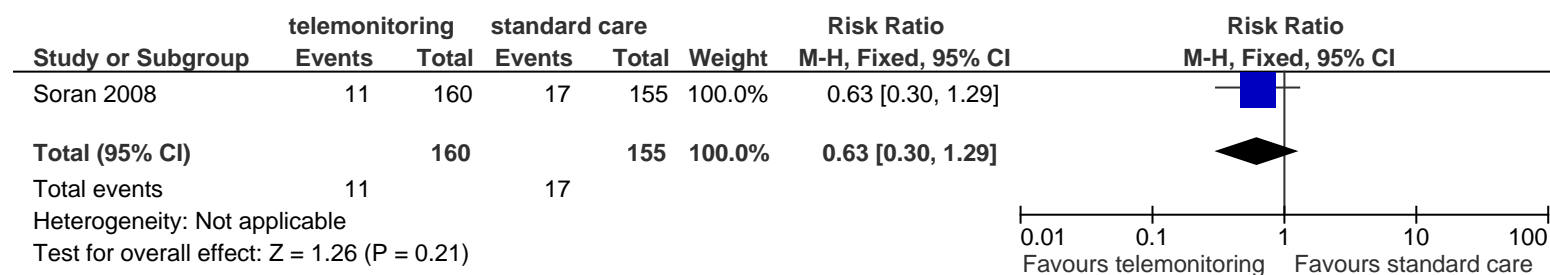 telemonitoring standard care Risk Ratio Risk Ratio
Study or Subgroup Events Total Events Total Weight M-H, Fixed, 95% CI M-H, Fixed, 95% CI
Soran 2008 11 160 17 155 100.0% 0.63 [0.30, 1.29]
Total (95% CI) 160 155 100.0% 0.63 [0.30, 1.29]
Total events 11 17
Heterogeneity: Not applicable
Test for overall effect: Z = 1.26 (P = 0.21)
0.01 0.1 1 10 100
Favours telemonitoring Favours standard care